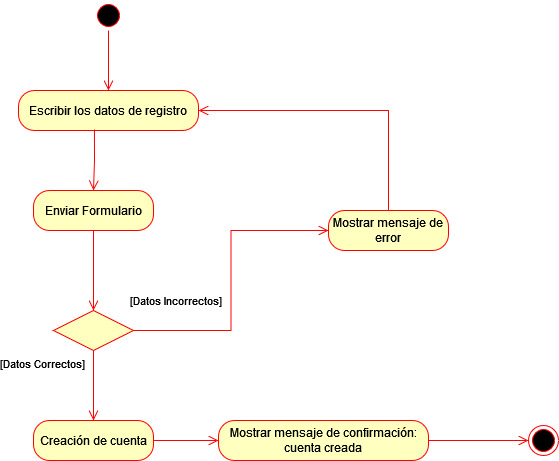 Escribir los datos de registro
Enviar Formulario
Mostrar mensaje de
error
[Datos Incorrectos]
[Datos Correctos]
Creación de cuenta
Mostrar mensaje de confirmación:
cuenta creada